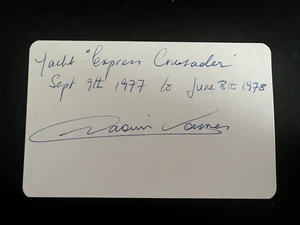 Yacht "Express Crusader"
Sept 9th 1977 to June 8th 1978
Naomi James